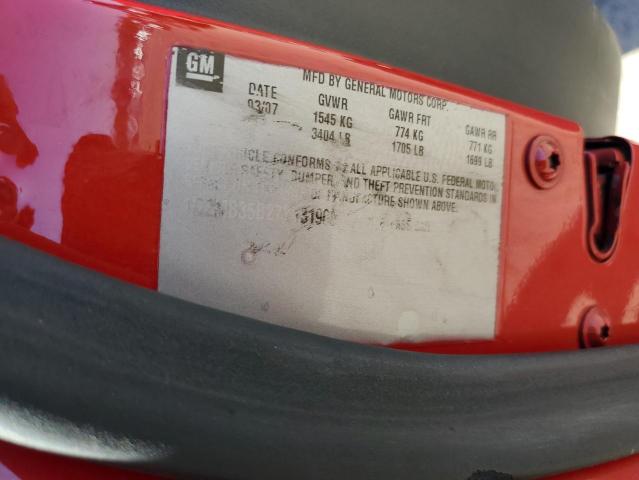 GM
MFD BY GENERAL MOTORS CORP.
DATE GVWR GAWR FRT GAWR RR
03/07 1545 KG 774 KG 771 KG
3404 LB 1705 LB 1699 LB
CONFORMS ALL APPLICABLE U.S. FEDERAL MOTOR
SAFETY, BUMPER, AND THEFT PREVENTION STANDARDS IN
OF MANUFACTURE SHOWN ABOVE.